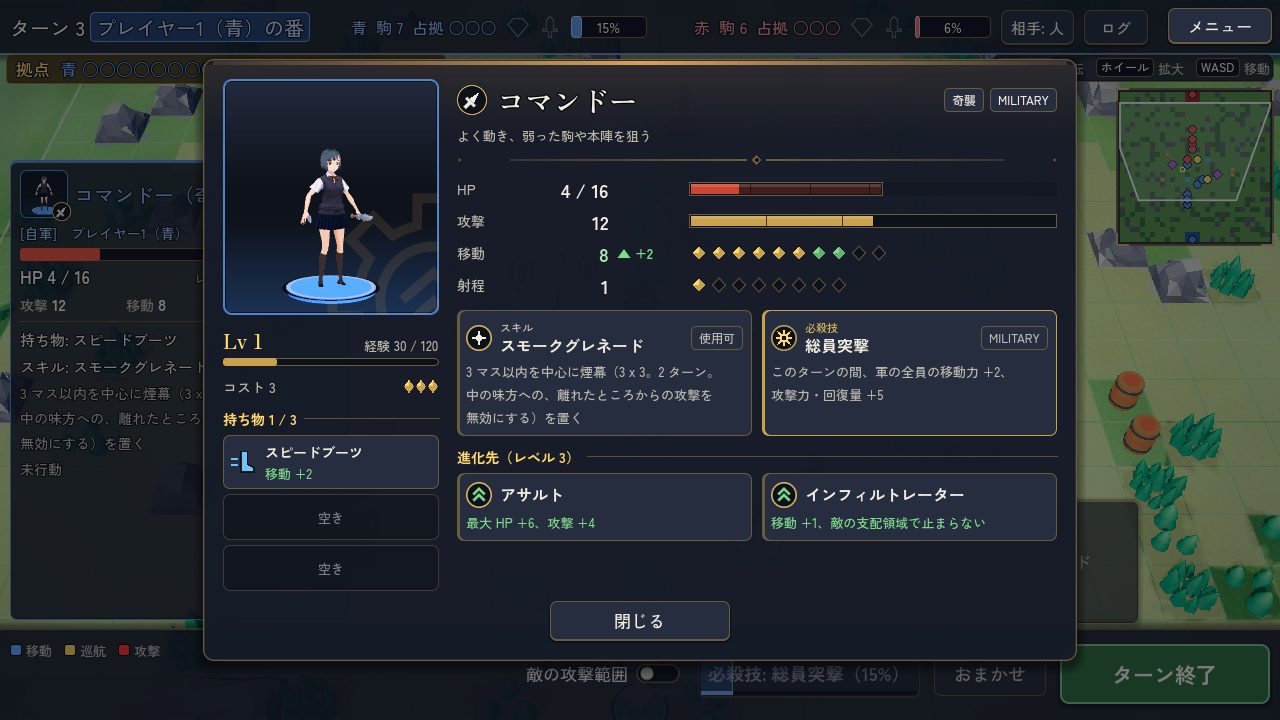 ターン 3 プレイヤー1（青）の番
青 駒 7 占拠 〇〇〇 15%
赤 駒 6 占拠 〇〇〇 6%
相手: 人
ログ
メニュー
拠点 青 〇〇〇〇〇〇〇
ホイール 拡大 WASD 移動
コマンドー
[自軍] プレイヤー1（青）
HP 4 / 16
攻撃 12 移動 8
持ち物: スピードブーツ
スキル: スモークグレネード
3 マス以内を中心に煙幕（3 x
中の味方への、離れたところ
無効にする）を置く
未行動
コマンドー
奇襲
MILITARY
よく動き、弱った駒や本陣を狙う
HP 4 / 16
攻撃 12
移動 8 ▲ +2
射程 1
Lv 1
経験 30 / 120
コスト 3
持ち物 1 / 3
スピードブーツ
移動 +2
空き
空き
スキル
スモークグレネード
使用可
3 マス以内を中心に煙幕（3 x 3。2 ターン。
中の味方への、離れたところからの攻撃を
無効にする）を置く
必殺技
総員突撃
MILITARY
このターンの間、軍の全員の移動力 +2、
攻撃力・回復量 +5
進化先（レベル 3）
アサルト
最大 HP +6、攻撃 +4
インフィルトレーター
移動 +1、敵の支配領域で止まらない
閉じる
移動 巡航 攻撃
敵の攻撃範囲
必殺技: 総員突撃（15%）
おまかせ
ターン終了